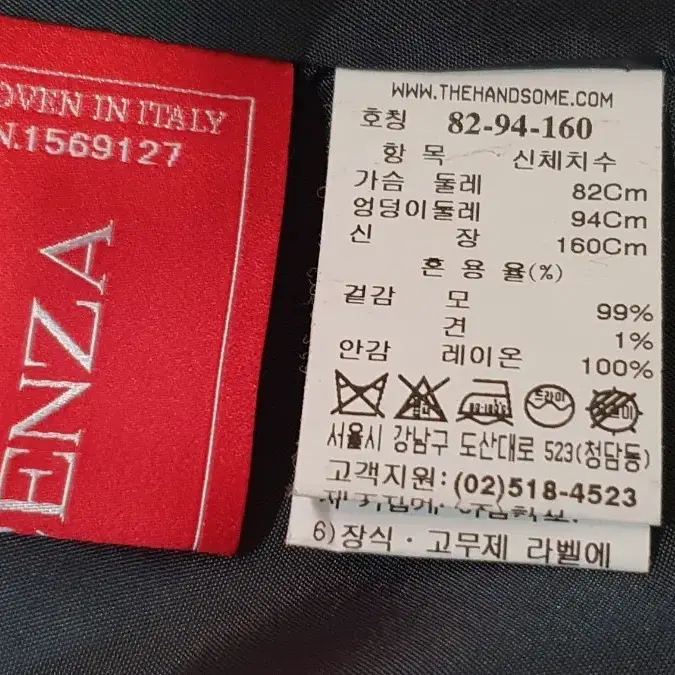 OVEN IN ITALY
N.1569127
ENZA
WWW.THEHANDSOME.COM
호칭 82-94-160
항 목 신체치수
가슴 둘레 82Cm
엉덩이둘레 94Cm
신 장 160Cm
혼 용 율(%)
겉감 모 99%
견 1%
안감 레이온 100%
드라이
서울시 강남구 도산대로 523(청담동)
고객지원: (02)518-4523
6)장식·고무제 라벨에